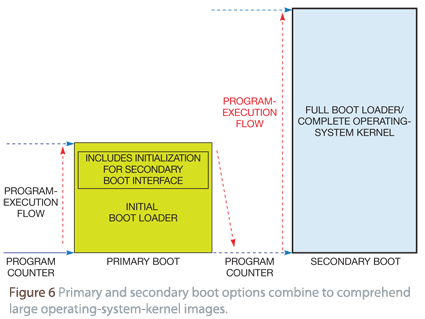 PROGRAM-
EXECUTION
FLOW
FULL BOOT LOADER/
COMPLETE OPERATING-
SYSTEM KERNEL
INCLUDES INITIALIZATION
FOR SECONDARY
BOOT INTERFACE
PROGRAM-
EXECUTION
FLOW
INITIAL
BOOT LOADER
PROGRAM
COUNTER
PRIMARY BOOT
PROGRAM
COUNTER
SECONDARY BOOT
Figure 6 Primary and secondary boot options combine to comprehend
large operating-system-kernel images.